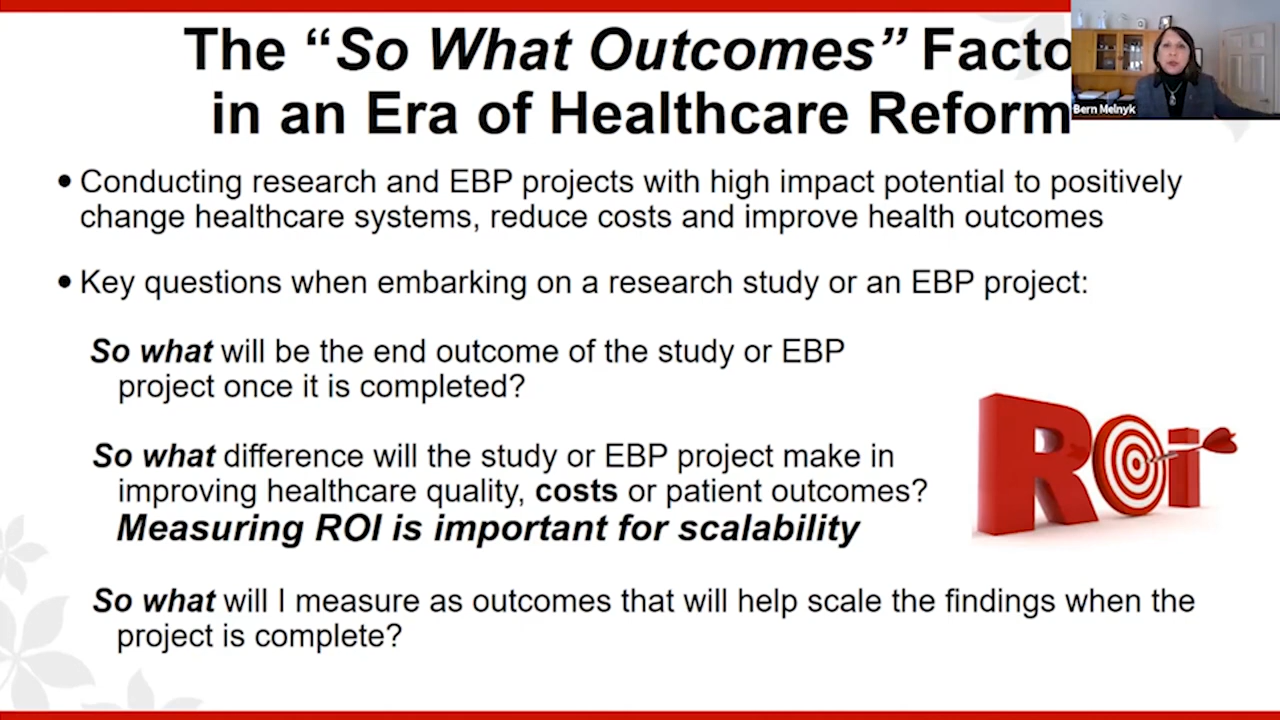 The “So What Outcomes” Facto
in an Era of Healthcare Reform
Bern Melnyk
• Conducting research and EBP projects with high impact potential to positively
change healthcare systems, reduce costs and improve health outcomes
• Key questions when embarking on a research study or an EBP project:
So what will be the end outcome of the study or EBP
project once it is completed?
So what difference will the study or EBP project make in
improving healthcare quality, costs or patient outcomes?
Measuring ROI is important for scalability
ROi
So what will I measure as outcomes that will help scale the findings when the
project is complete?